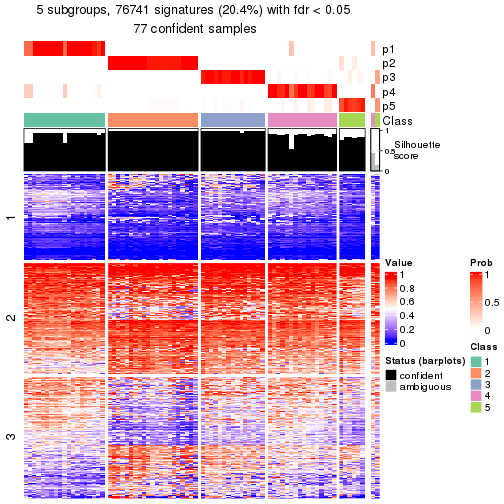 5 subgroups, 76741 signatures (20.4%) with fdr < 0.05
77 confident samples
p1
p2
p3
p4
p5
Class
1
0.5
0
Silhouette
score
1
2
3
Value
1
0.8
0.6
0.4
0.2
0
Prob
1
0.5
0
Status (barplots)
confident
ambiguous
Class
1
2
3
4
5